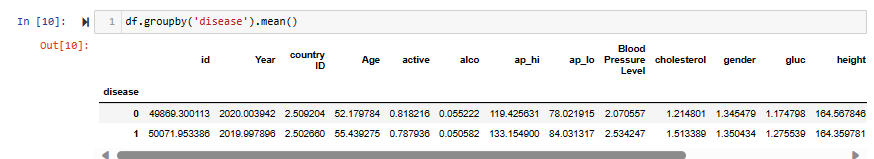 In [10]: 1 df.groupby('disease').mean()
Out[10]:
id Year country ID Age active alco ap_hi ap_lo Blood Pressure Level cholesterol gender gluc height
disease
0 49869.300113 2020.003942 2.509204 52.179784 0.818216 0.055222 119.425631 78.021915 2.070557 1.214801 1.345479 1.174798 164.567846
1 50071.953386 2019.997896 2.502660 55.439275 0.787936 0.050582 133.154900 84.031317 2.534247 1.513389 1.350434 1.275539 164.359781